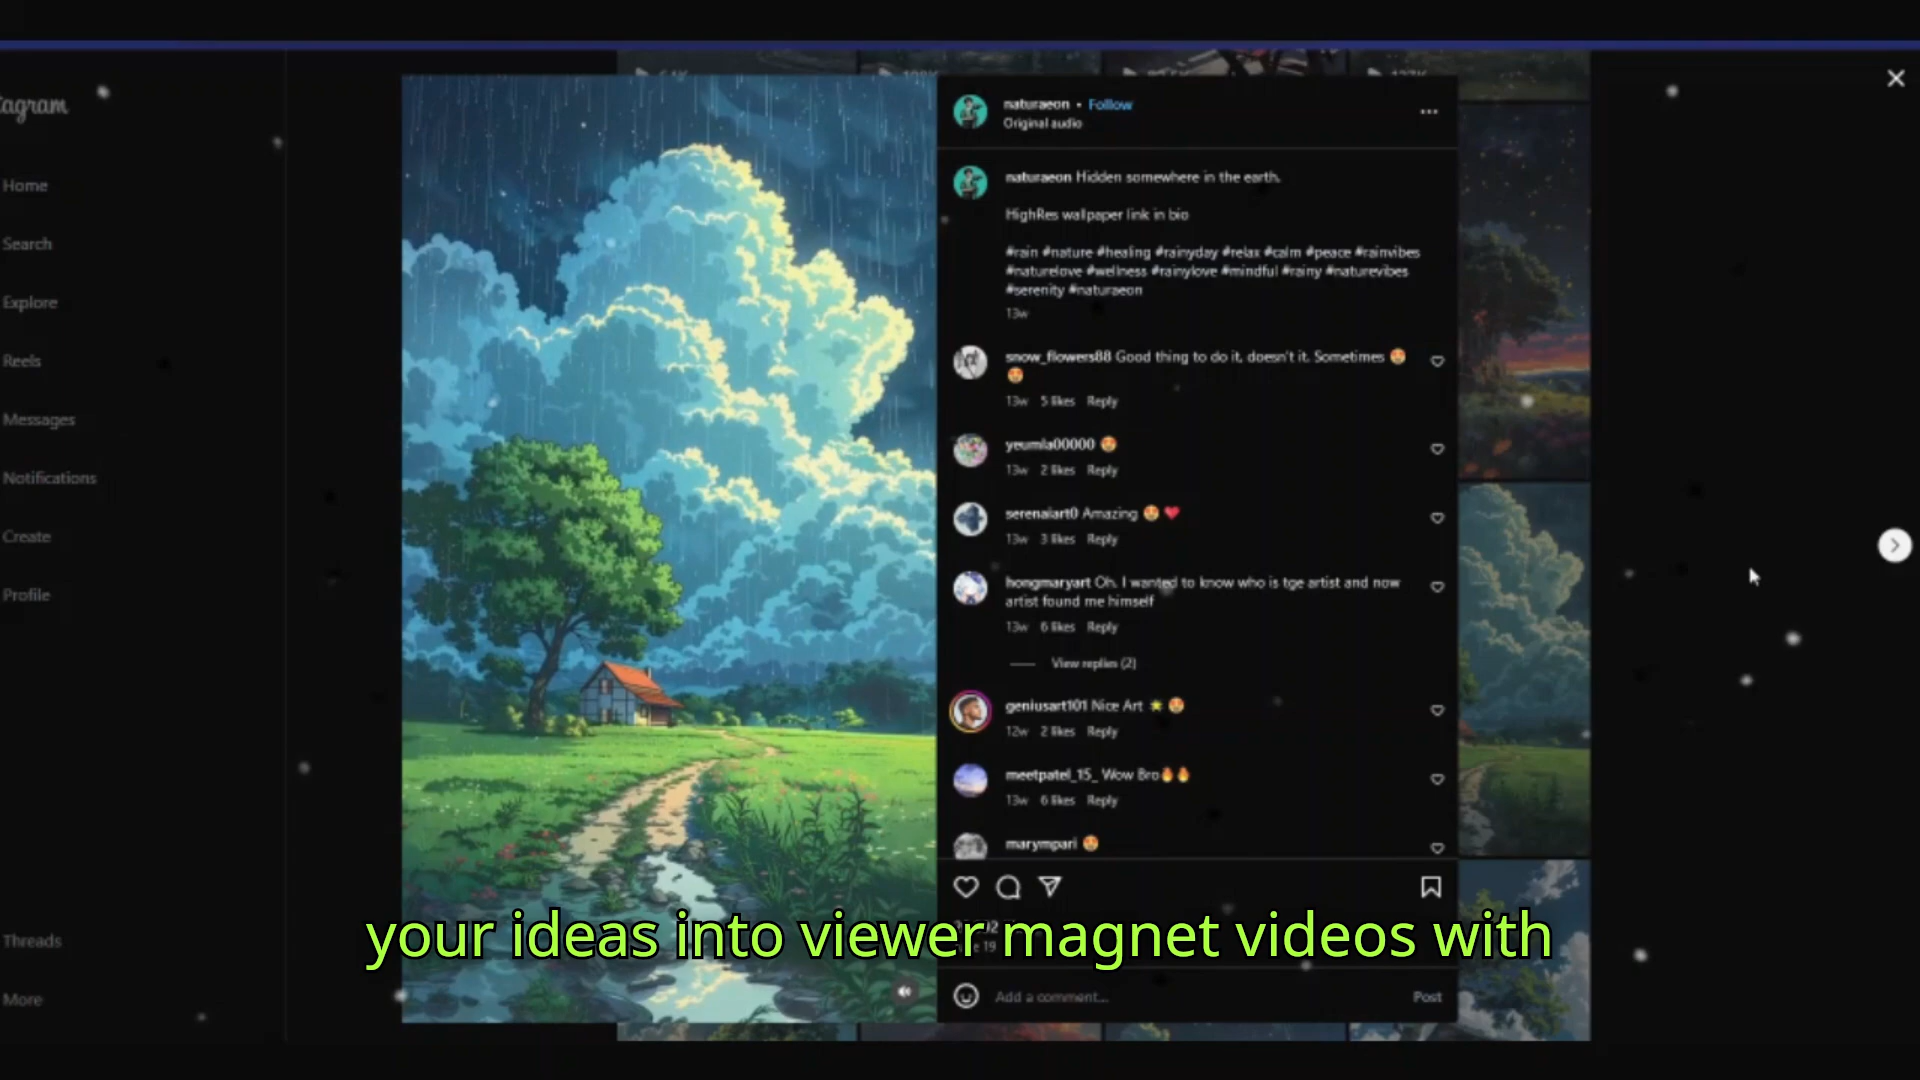 tagram
Home
Search
Explore
Reels
Messages
Notifications
Create
Profile
Threads
More
naturaeon • Follow
Original audio
naturaeon Hidden somewhere in the earth.
HighRes wallpaper link in bio
#rain #nature #healing #rainyday #relax #calm #peace #rainvibes
#naturelove #wellness #rainylove #mindful #rainy #naturevibes
#serenity #naturaeon
13w
snow_flowers88 Good thing to do it, doesn't it. Sometimes 🤩
🤩
13w 5 likes Reply
yeumla00000 🤩
13w 2 likes Reply
serenaiart0 Amazing 🤩 ❤️
13w 3 likes Reply
hongmaryart Oh. I wanted to know who is tge artist and now
artist found me himself
13w 6 likes Reply
View replies (2)
geniusart101 Nice Art ⭐ 🤩
12w 2 likes Reply
meetpatel_15_ Wow Bro🔥🔥
13w 6 likes Reply
marympari 🤩
your ideas into viewer magnet videos with
Add a comment...
Post